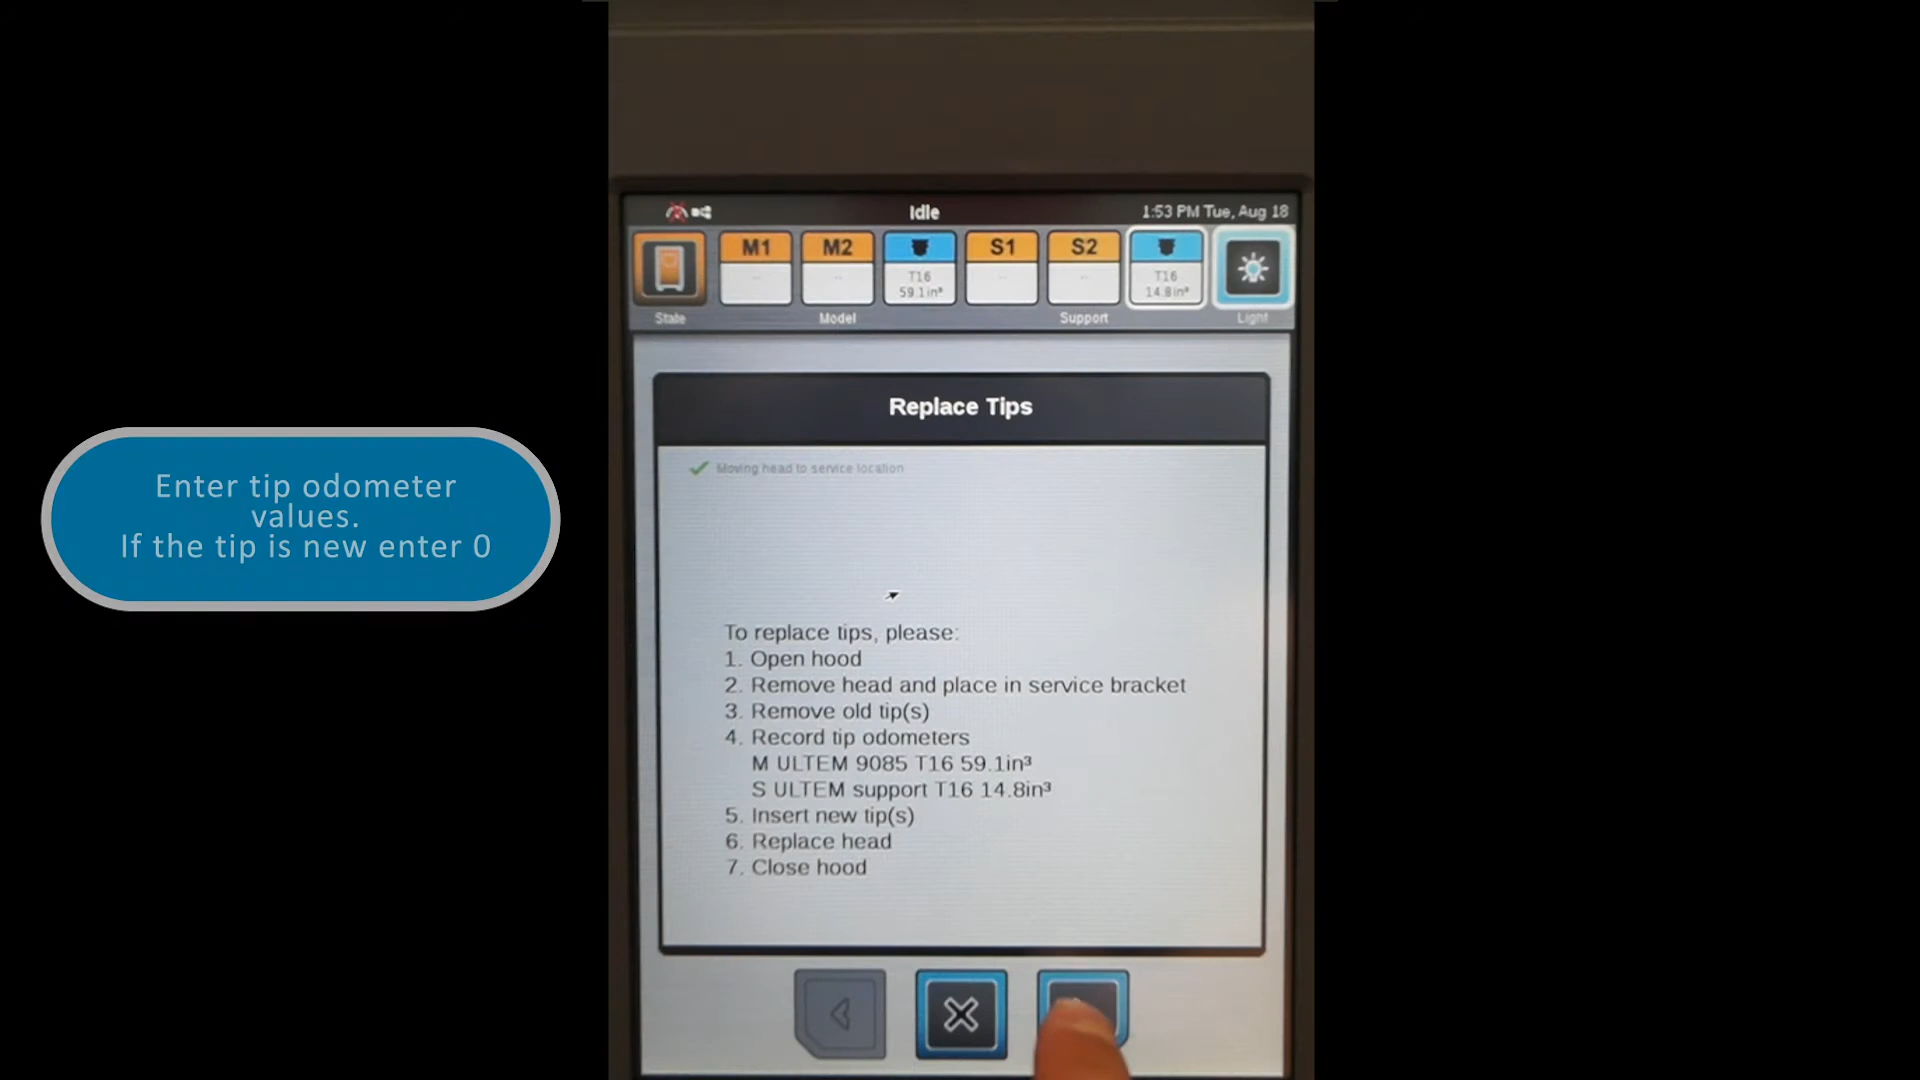 Idle
1:53 PM Tue, Aug 18
M1
M2
T16
59.1in³
S1
S2
T16
14.8in³
State
Model
Support
Light
Replace Tips
Moving head to service location
To replace tips, please:
1. Open hood
2. Remove head and place in service bracket
3. Remove old tip(s)
4. Record tip odometers
M ULTEM 9085 T16 59.1in³
S ULTEM support T16 14.8in³
5. Insert new tip(s)
6. Replace head
7. Close hood
Enter tip odometer
values.
If the tip is new enter 0